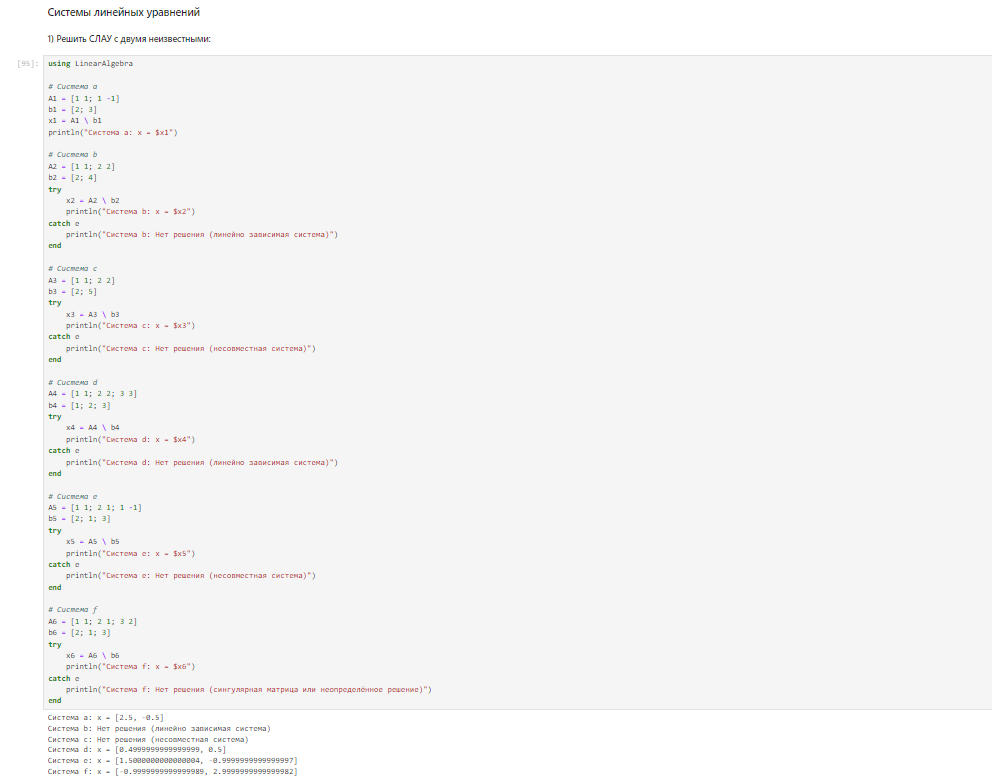 Системы линейных уравнений
1) Решить СЛАУ с двумя неизвестными:
[95]:
using LinearAlgebra
# Система a
A1 = [1 1; 1 -1]
b1 = [2; 3]
x1 = A1 \ b1
println("Система a: x = $x1")
# Система b
A2 = [1 1; 2 2]
b2 = [2; 4]
try
    x2 = A2 \ b2
    println("Система b: x = $x2")
catch e
    println("Система b: Нет решения (линейно зависимая система)")
end
# Система c
A3 = [1 1; 2 2]
b3 = [2; 5]
try
    x3 = A3 \ b3
    println("Система c: x = $x3")
catch e
    println("Система c: Нет решения (несовместная система)")
end
# Система d
A4 = [1 1; 2 2; 3 3]
b4 = [1; 2; 3]
try
    x4 = A4 \ b4
    println("Система d: x = $x4")
catch e
    println("Система d: Нет решения (линейно зависимая система)")
end
# Система e
A5 = [1 1; 2 1; 1 -1]
b5 = [2; 1; 3]
try
    x5 = A5 \ b5
    println("Система e: x = $x5")
catch e
    println("Система e: Нет решения (несовместная система)")
end
# Система f
A6 = [1 1; 2 1; 3 2]
b6 = [2; 1; 3]
try
    x6 = A6 \ b6
    println("Система f: x = $x6")
catch e
    println("Система f: Нет решения (сингулярная матрица или неопределённое решение)")
end
Система a: x = [2.5, -0.5]
Система b: Нет решения (линейно зависимая система)
Система c: Нет решения (несовместная система)
Система d: x = [0.4999999999999999, 0.5]
Система e: x = [1.5000000000000004, -0.9999999999999997]
Система f: x = [-0.9999999999999989, 2.9999999999999982]